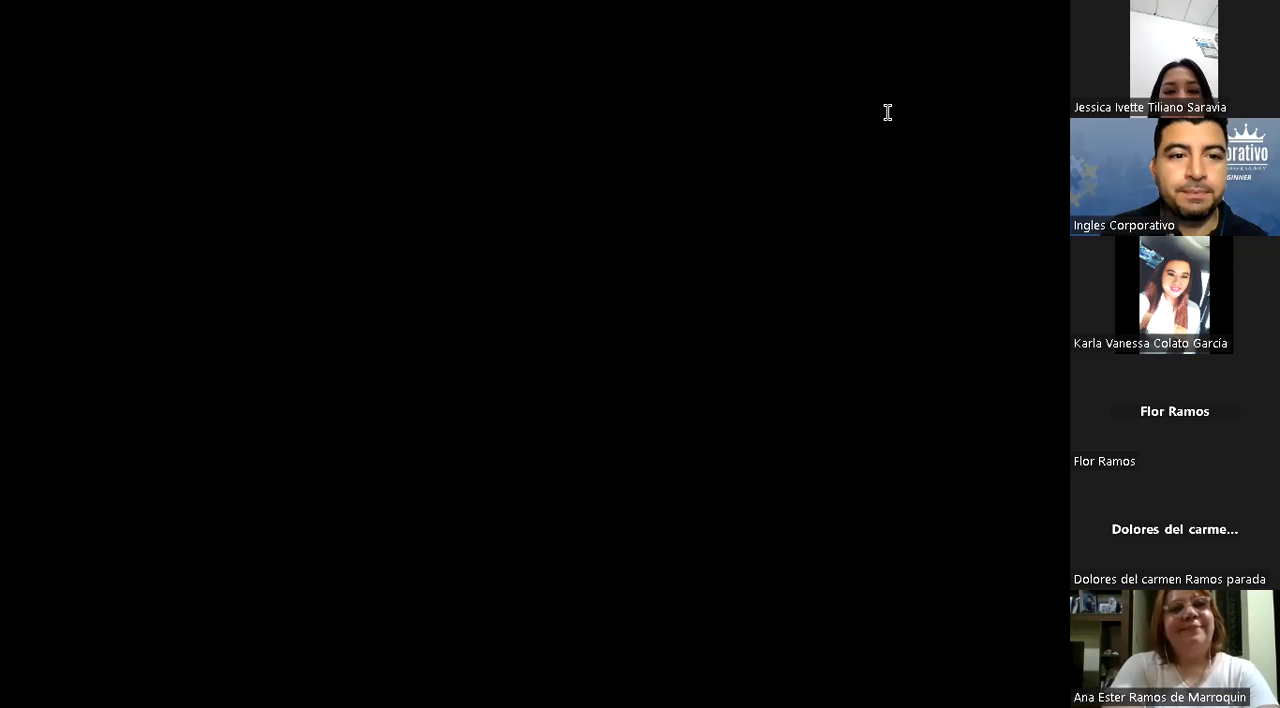 Jessica Ivette Tiliano Saravia
orativo
GINNER
Ingles Corporativo
Karla Vanessa Colato García
Flor Ramos
Flor Ramos
Dolores del carme...
Dolores del carmen Ramos parada
Ana Ester Ramos de Marroquin